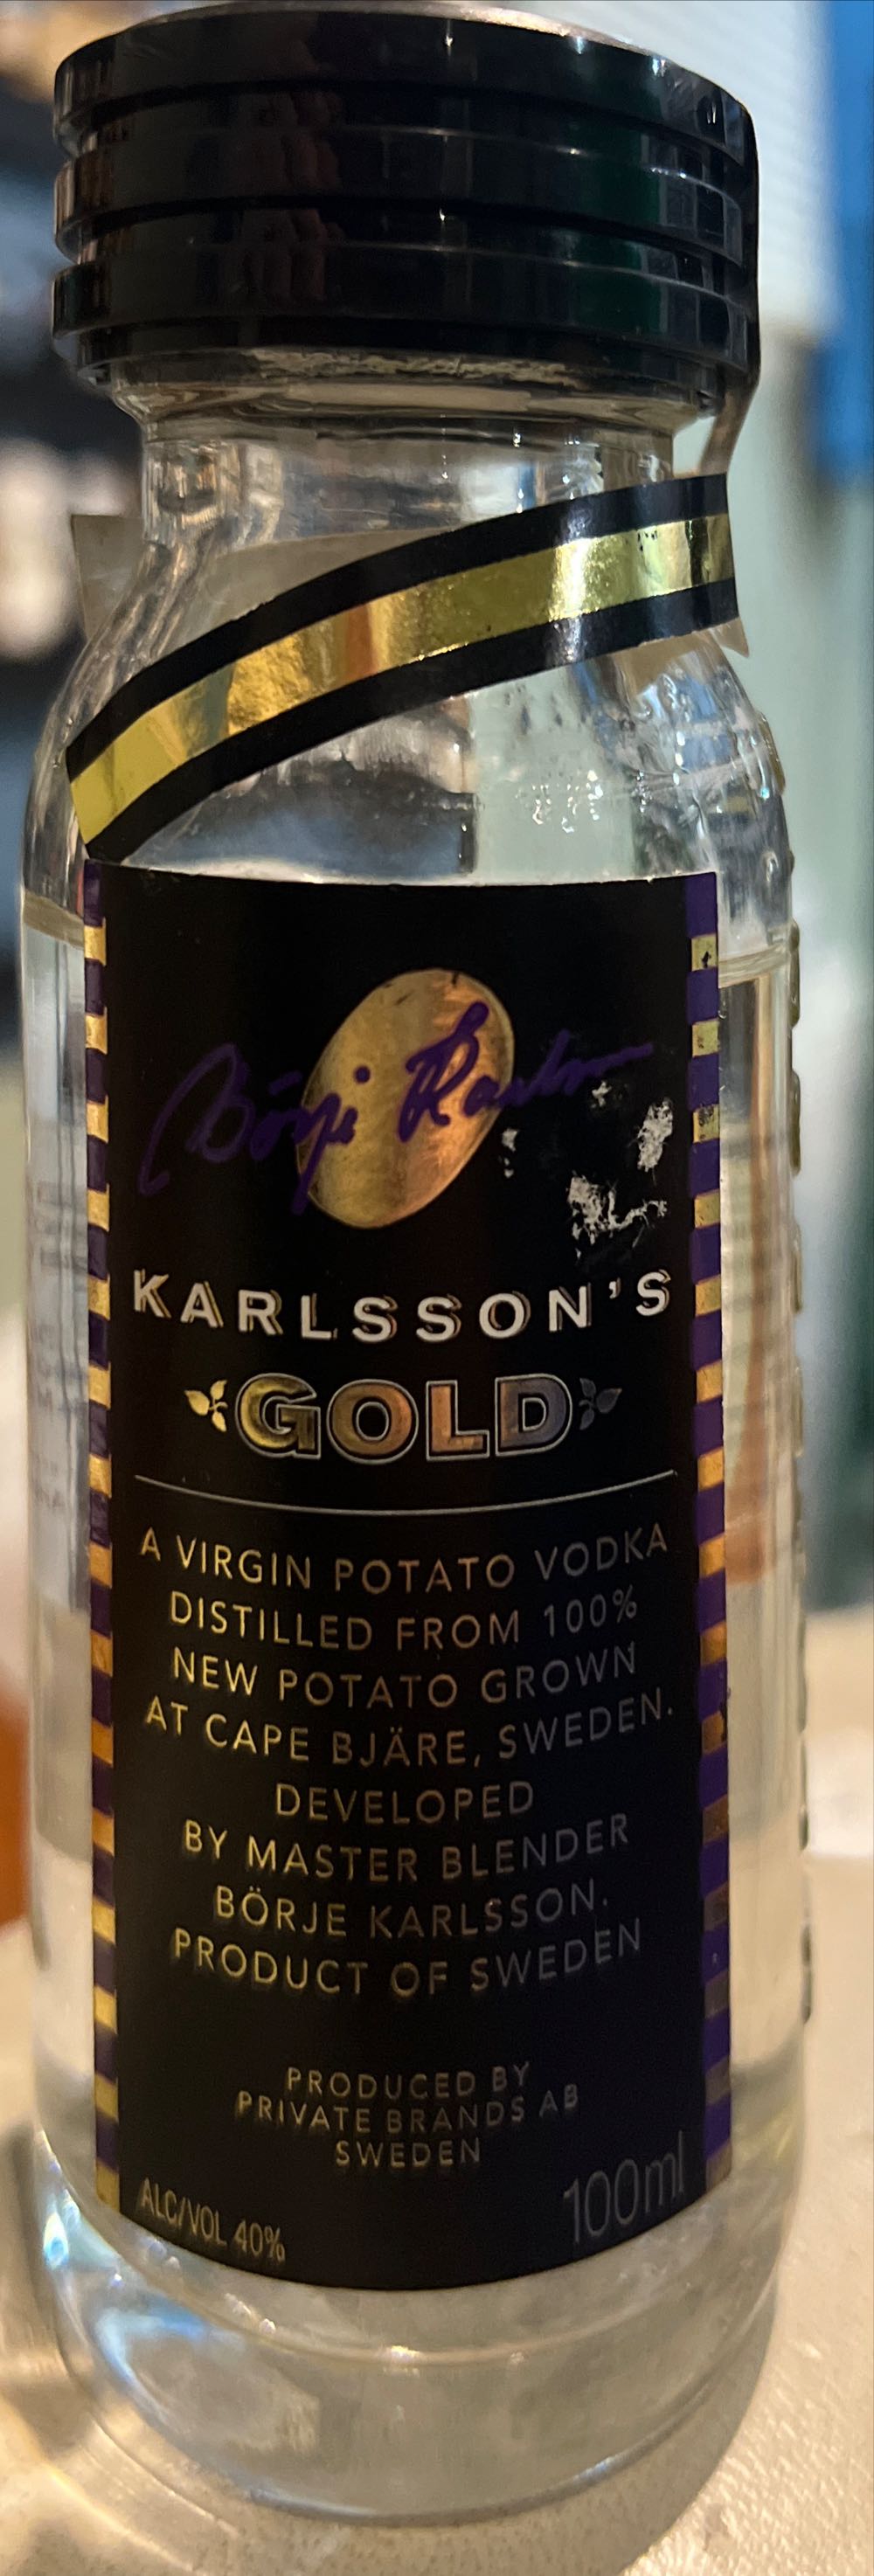 Börje Karlsson
KARLSSON'S
GOLD
A VIRGIN POTATO VODKA
DISTILLED FROM 100%
NEW POTATO GROWN
AT CAPE BJÄRE, SWEDEN.
DEVELOPED
BY MASTER BLENDER
BÖRJE KARLSSON.
PRODUCT OF SWEDEN
PRODUCED BY
PRIVATE BRANDS AB
SWEDEN
ALC/VOL 40%
100ml